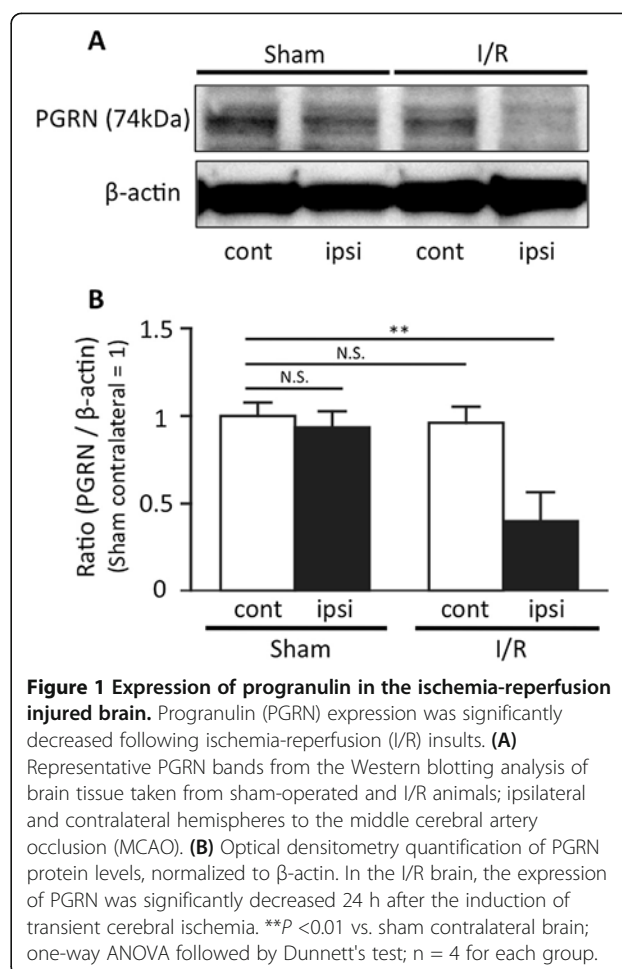 A
Sham I/R
PGRN (74kDa)
β-actin
cont ipsi cont ipsi
B
1.5
**
N.S.
N.S.
1
0.5
0
Ratio (PGRN / β-actin)
(Sham contralateral = 1)
cont ipsi cont ipsi
Sham I/R
Figure 1 Expression of progranulin in the ischemia-reperfusion
injured brain. Progranulin (PGRN) expression was significantly
decreased following ischemia-reperfusion (I/R) insults. (A)
Representative PGRN bands from the Western blotting analysis of
brain tissue taken from sham-operated and I/R animals; ipsilateral
and contralateral hemispheres to the middle cerebral artery
occlusion (MCAO). (B) Optical densitometry quantification of PGRN
protein levels, normalized to β-actin. In the I/R brain, the expression
of PGRN was significantly decreased 24 h after the induction of
transient cerebral ischemia. **P <0.01 vs. sham contralateral brain;
one-way ANOVA followed by Dunnett's test; n = 4 for each group.